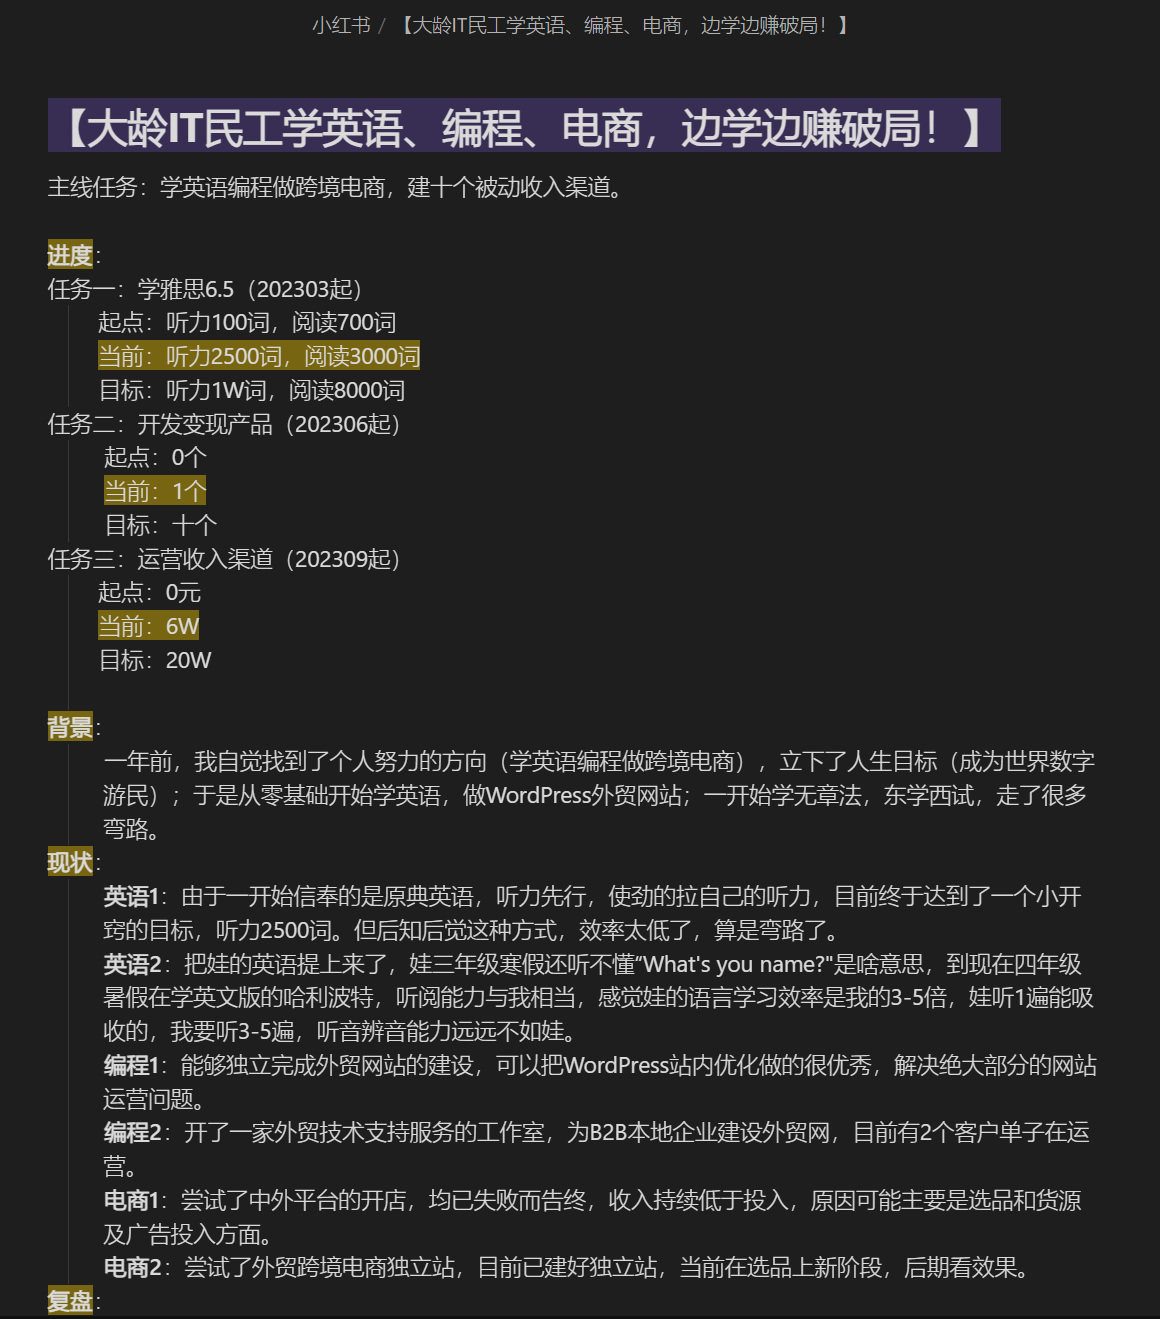 小红书 / 【大龄IT民工学英语、编程、电商，边学边赚破局！】
【大龄IT民工学英语、编程、电商，边学边赚破局！】
主线任务：学英语编程做跨境电商，建十个被动收入渠道。
进度：
任务一：学雅思6.5（202303起）
起点：听力100词，阅读700词
当前：听力2500词，阅读3000词
目标：听力1W词，阅读8000词
任务二：开发变现产品（202306起）
起点：0个
当前：1个
目标：十个
任务三：运营收入渠道（202309起）
起点：0元
当前：6W
目标：20W
背景：
一年前，我自觉找到了个人努力的方向（学英语编程做跨境电商），立下了人生目标（成为世界数字
游民）；于是从零基础开始学英语，做WordPress外贸网站；一开始学无章法，东学西试，走了很多
弯路。
现状：
英语1：由于一开始信奉的是原典英语，听力先行，使劲的拉自己的听力，目前终于达到了一个小开
窍的目标，听力2500词。但后知后觉这种方式，效率太低了，算是弯路了。
英语2：把娃的英语提上来了，娃三年级寒假还听不懂“What's you name?"是啥意思，到现在四年级
暑假在学英文版的哈利波特，听阅能力与我相当，感觉娃的语言学习效率是我的3-5倍，娃听1遍能吸
收的，我要听3-5遍，听音辨音能力远远不如娃。
编程1：能够独立完成外贸网站的建设，可以把WordPress站内优化做的很优秀，解决绝大部分的网站
运营问题。
编程2：开了一家外贸技术支持服务的工作室，为B2B本地企业建设外贸网，目前有2个客户单子在运
营。
电商1：尝试了中外平台的开店，均已失败而告终，收入持续低于投入，原因可能主要是选品和货源
及广告投入方面。
电商2：尝试了外贸跨境电商独立站，目前已建好独立站，当前在选品上新阶段，后期看效果。
复盘：